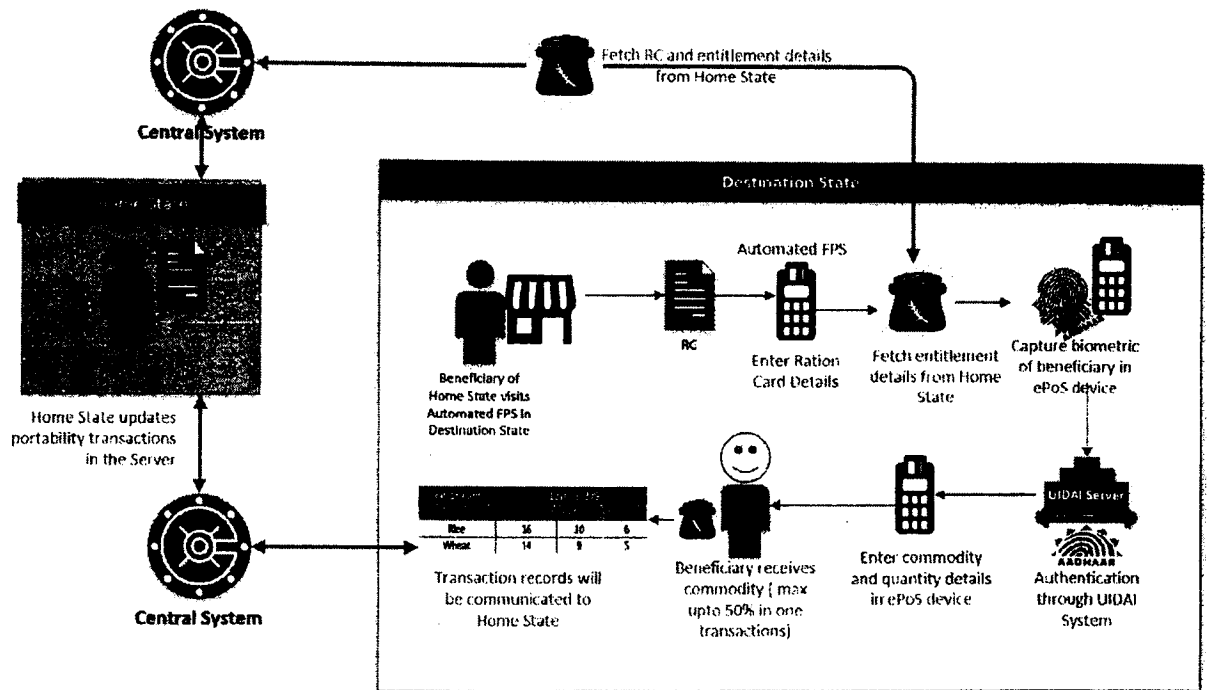 Fetch RC and entitlement details
from Home State
Central System
Home State
Destination State
Automated FPS
RC
Enter Ration
Card Details
Fetch entitlement
details from Home
State
Capture biometric
of beneficiary in
ePoS device
Beneficiary of
Home State visits
Automated FPS in
Destination State
Home State updates
portability transactions
in the Server
UIDAI Server
AADHAAR
Rice 16 10 6
Wheat 14 9 5
Transaction records will
be communicated to
Home State
Beneficiary receives
commodity ( max
upto 50% in one
transactions)
Enter commodity
and quantity details
in ePoS device
Authentication
through UIDAI
System
Central System